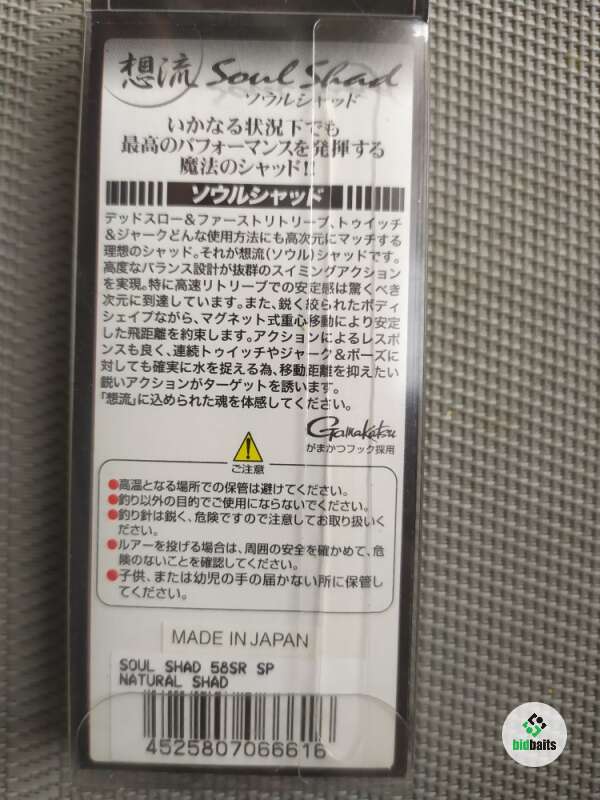 想流 Soul Shad
ソウルシャッド
いかなる状況下でも
最高のパフォーマンスを発揮する
魔法のシャッド!!
ソウルシャッド
デッドスロー&ファーストリトリーブ、トゥイッチ
&ジャークどんな使用方法にも高次元にマッチする
理想のシャッド。それが想流(ソウル)シャッドです。
高度なバランス設計が抜群のスイミングアクション
を実現。特に高速リトリーブでの安定感は驚くべき
次元に到達しています。また、鋭く絞られたボディ
シェイプながら、マグネット式重心移動により安定
した飛距離を約束します。アクションによるレスポ
ンスも良く、連続トゥイッチやジャーク&ポーズに
対しても確実に水を捉える為、移動距離を抑えたい
鋭いアクションがターゲットを誘います。
「想流」に込められた魂を体感してください。
Gamakatsu
がまかつフック採用
ご注意
●高温となる場所での保管は避けてください。
●釣り以外の目的でご使用にならないでください。
●釣り針は鋭く、危険ですので注意してお取り扱いく
ださい。
●ルアーを投げる場合は、周囲の安全を確かめて、危
険のないことを確認してください。
●子供、または幼児の手の届かない所に保管し
てください。
MADE IN JAPAN
SOUL SHAD 58SR SP
NATURAL SHAD
4525807066616
bidbaits